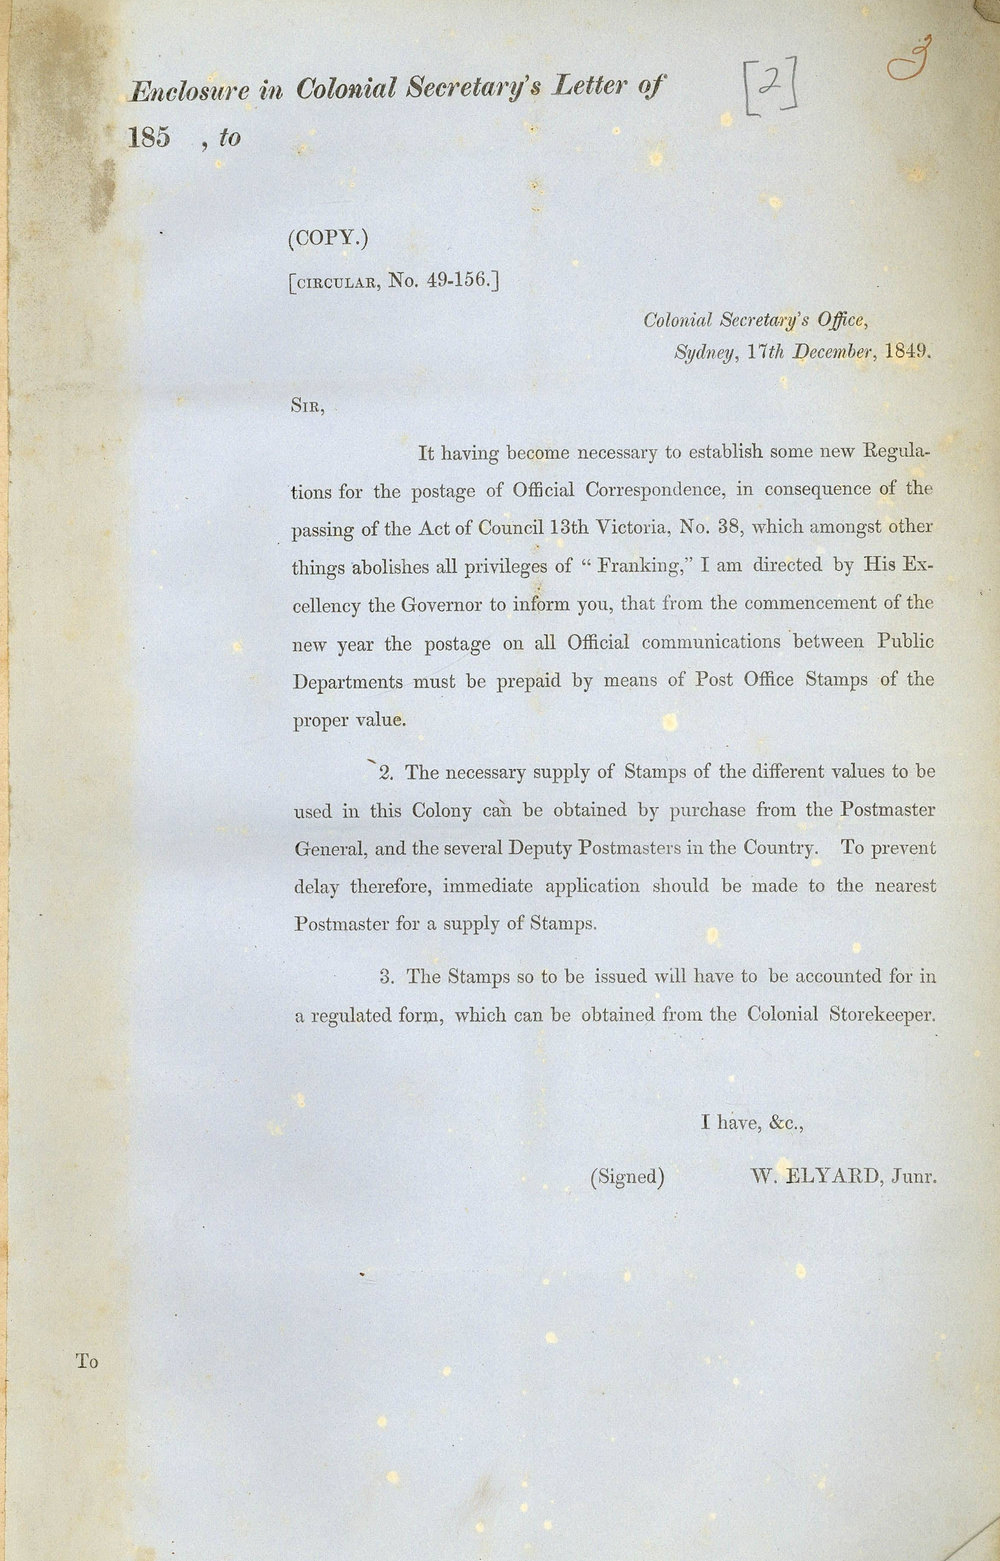 Enclosure in Colonial Secretary's Letter of
[2]
3
185 , to
(COPY.)
[CIRCULAR, No. 49-156.]
Colonial Secretary's Office,
Sydney, 17th December, 1849.
SIR,
It having become necessary to establish some new Regula-
tions for the postage of Official Correspondence, in consequence of the
passing of the Act of Council 13th Victoria, No. 38, which amongst other
things abolishes all privileges of " Franking," I am directed by His Ex-
cellency the Governor to inform you, that from the commencement of the
new year the postage on all Official communications between Public
Departments must be prepaid by means of Post Office Stamps of the
proper value.
2. The necessary supply of Stamps of the different values to be
used in this Colony can be obtained by purchase from the Postmaster
General, and the several Deputy Postmasters in the Country. To prevent
delay therefore, immediate application should be made to the nearest
Postmaster for a supply of Stamps.
3. The Stamps so to be issued will have to be accounted for in
a regulated form, which can be obtained from the Colonial Storekeeper.
I have, &c.,
(Signed) W. ELYARD, Junr.
To